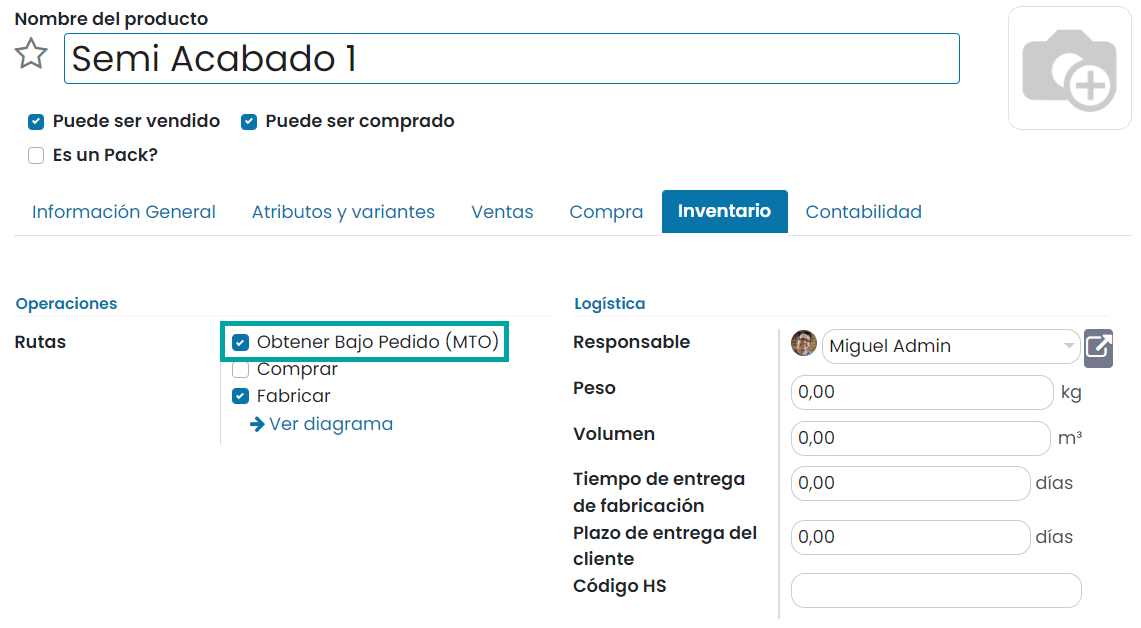 Nombre del producto
Semi Acabado 1
Puede ser vendido Puede ser comprado
Es un Pack?
Información General Atributos y variantes Ventas Compra Inventario Contabilidad
Operaciones
Rutas
Obtener Bajo Pedido (MTO)
Comprar
Fabricar
Ver diagrama
Logística
Responsable Miguel Admin
Peso 0,00 kg
Volumen 0,00 m³
Tiempo de entrega de fabricación 0,00 días
Plazo de entrega del cliente 0,00 días
Código HS